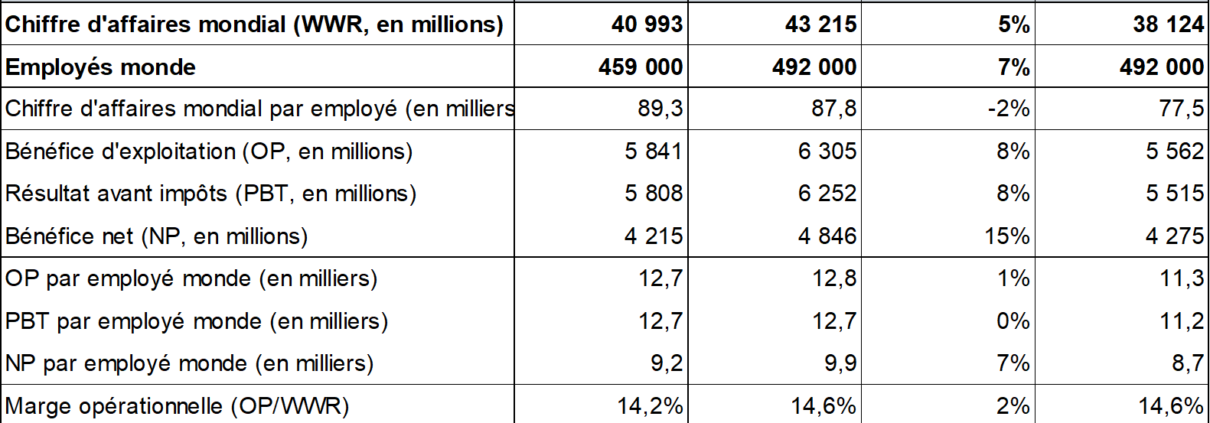 Chiffre d'affaires mondial (WWR, en millions) 40 993 43 215 5% 38 124
Employés monde 459 000 492 000 7% 492 000
Chiffre d'affaires mondial par employé (en milliers 89,3 87,8 -2% 77,5
Bénéfice d'exploitation (OP, en millions) 5 841 6 305 8% 5 562
Résultat avant impôts (PBT, en millions) 5 808 6 252 8% 5 515
Bénéfice net (NP, en millions) 4 215 4 846 15% 4 275
OP par employé monde (en milliers) 12,7 12,8 1% 11,3
PBT par employé monde (en milliers) 12,7 12,7 0% 11,2
NP par employé monde (en milliers) 9,2 9,9 7% 8,7
Marge opérationnelle (OP/WWR) 14,2% 14,6% 2% 14,6%